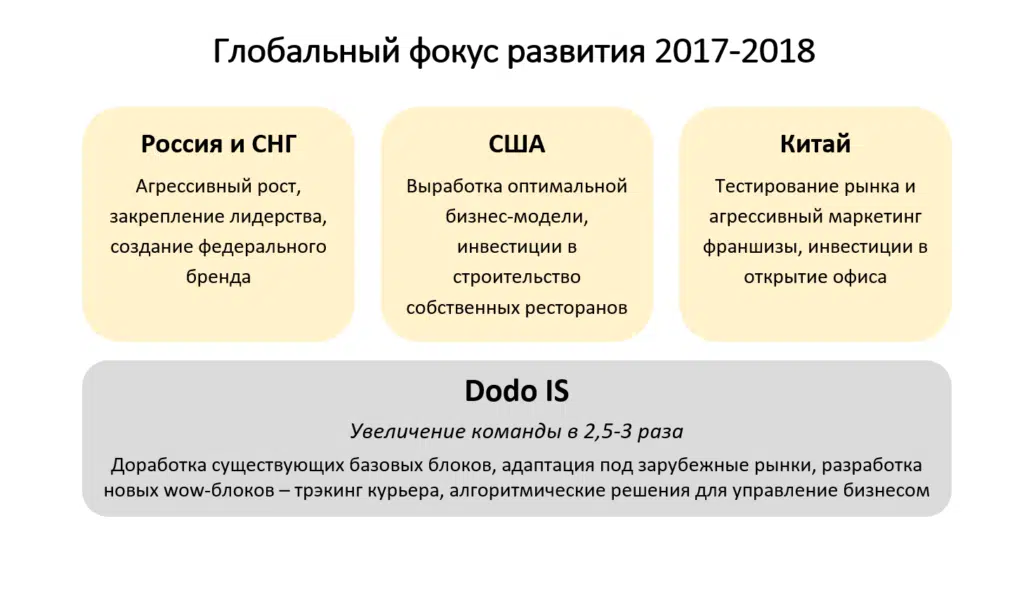 Глобальный фокус развития 2017-2018
Россия и СНГ
Агрессивный рост,
закрепление лидерства,
создание федерального
бренда
США
Выработка оптимальной
бизнес-модели,
инвестиции в
строительство
собственных ресторанов
Китай
Тестирование рынка и
агрессивный маркетинг
франшизы, инвестиции в
открытие офиса
Dodo IS
Увеличение команды в 2,5-3 раза
Доработка существующих базовых блоков, адаптация под зарубежные рынки, разработка
новых wow-блоков – трэкинг курьера, алгоритмические решения для управление бизнесом